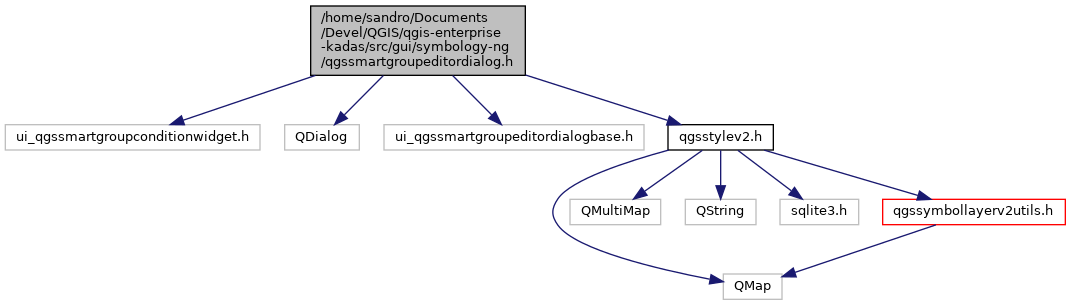 /home/sandro/Documents
/Devel/QGIS/qgis-enterprise
-kadas/src/gui/symbology-ng
/qgssmartgroupeditordialog.h
ui_qgssmartgroupconditionwidget.h
QDialog
ui_qgssmartgroupeditordialogbase.h
qgsstylev2.h
QMultiMap
QString
sqlite3.h
qgssymbollayerv2utils.h
QMap